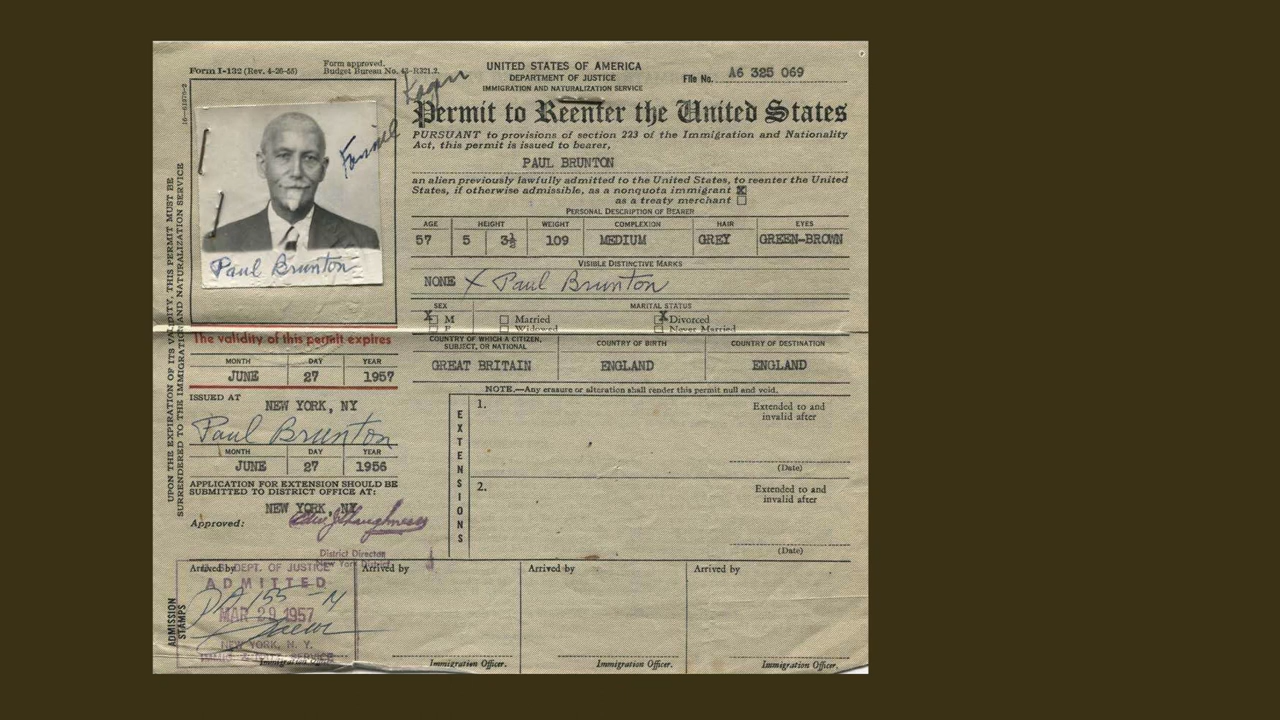 Form I-132 (Rev. 4-26-55)
Form approved.
Budget Bureau No. 43-R321.2.
UNITED STATES OF AMERICA
DEPARTMENT OF JUSTICE
IMMIGRATION AND NATURALIZATION SERVICE
File No. A6 325 069
Permit to Reenter the United States
PURSUANT to provisions of section 223 of the Immigration and Nationality
Act, this permit is issued to bearer,
PAUL BRUNTON
an alien previously lawfully admitted to the United States, to reenter the United
States, if otherwise admissible, as a nonquota immigrant X
as a treaty merchant
PERSONAL DESCRIPTION OF BEARER
AGE HEIGHT WEIGHT COMPLEXION HAIR EYES
57 5 3½ 109 MEDIUM GREY GREEN-BROWN
VISIBLE DISTINCTIVE MARKS
NONE X Paul Brunton
SEX MARITAL STATUS
X M Married X Divorced
F Widowed Never Married
COUNTRY OF WHICH A CITIZEN,
SUBJECT, OR NATIONAL
COUNTRY OF BIRTH
COUNTRY OF DESTINATION
GREAT BRITAIN ENGLAND ENGLAND
NOTE.—Any erasure or alteration shall render this permit null and void.
EXTENSIONS
1.
Extended to and
invalid after
(Date)
2.
Extended to and
invalid after
(Date)
Paul Brunton
UPON THE EXPIRATION OF ITS VALIDITY, THIS PERMIT MUST BE
SURRENDERED TO THE IMMIGRATION AND NATURALIZATION SERVICE
The validity of this permit expires
MONTH DAY YEAR
JUNE 27 1957
ISSUED AT
NEW YORK, NY
Paul Brunton
MONTH DAY YEAR
JUNE 27 1956
APPLICATION FOR EXTENSION SHOULD BE
SUBMITTED TO DISTRICT OFFICE AT:
NEW YORK, NY
Approved:
District Director
New York District
ADMISSION
STAMPS
Arrived by
DEPT. OF JUSTICE
ADMITTED
MAR 29 1957
NEW YORK, N. Y.
Arrived by
Arrived by
Arrived by
Immigration Officer.
Immigration Officer.
Immigration Officer.